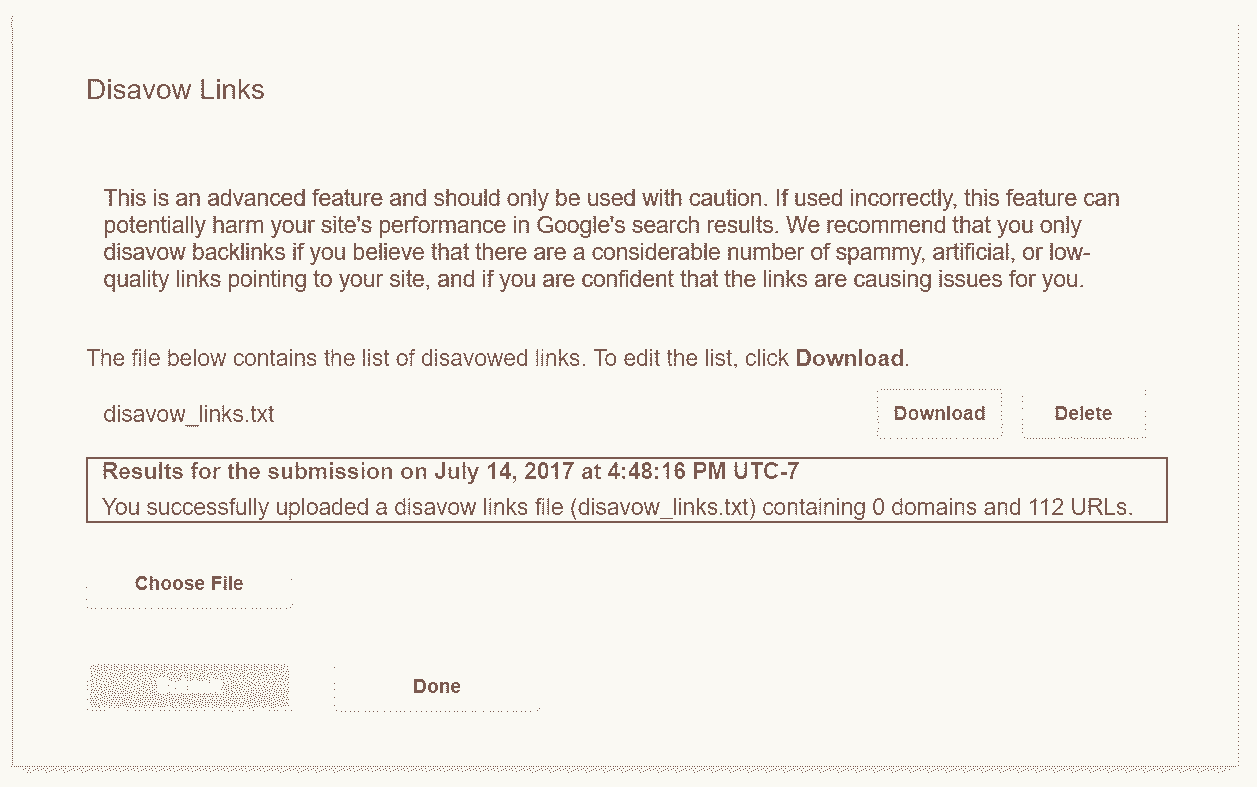 Disavow Links
This is an advanced feature and should only be used with caution. If used incorrectly, this feature can
potentially harm your site's performance in Google's search results. We recommend that you only
disavow backlinks if you believe that there are a considerable number of spammy, artificial, or low-
quality links pointing to your site, and if you are confident that the links are causing issues for you.
The file below contains the list of disavowed links. To edit the list, click Download.
disavow_links.txt Download Delete
Results for the submission on July 14, 2017 at 4:48:16 PM UTC-7
You successfully uploaded a disavow links file (disavow_links.txt) containing 0 domains and 112 URLs.
Choose File
Done